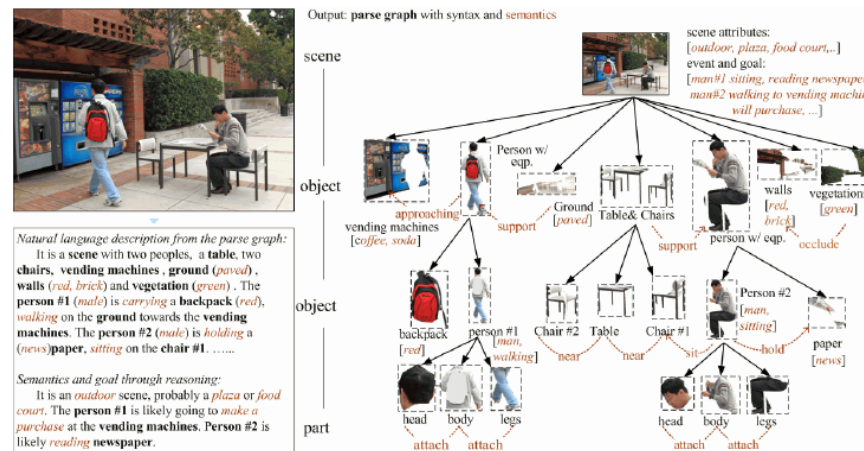 Output: parse graph with syntax and semantics
scene
scene attributes:
[outdoor, plaza, food court,..]
event and goal:
[man#1 sitting, reading newspape
man#2 walking to vending machi
will purchase, ...]
object
Person w/
eqp.
approaching
vending machines
[coffee, soda]
support
Ground
[paved]
Table& Chairs
support
person w/ eqp.
walls
[red,
brick]
vegetations
[green]
occlude
object
backpack
[red]
person #1
[man,
walking]
Chair #2
Table
Chair #1
near
near
sit
Person #2
[man,
sitting]
hold
paper
[news]
part
head
body
legs
attach
attach
head
body
legs
attach
attach
Natural language description from the parse graph:
It is a scene with two peoples, a table, two
chairs, vending machines , ground (paved) ,
walls (red, brick) and vegetation (green) . The
person #1 (male) is carrying a backpack (red),
walking on the ground towards the vending
machines. The person #2 (male) is holding a
(news)paper, sitting on the chair #1. ......
Semantics and goal through reasoning:
It is an outdoor scene, probably a plaza or food
court. The person #1 is likely going to make a
purchase at the vending machines. Person #2 is
likely reading newspaper.